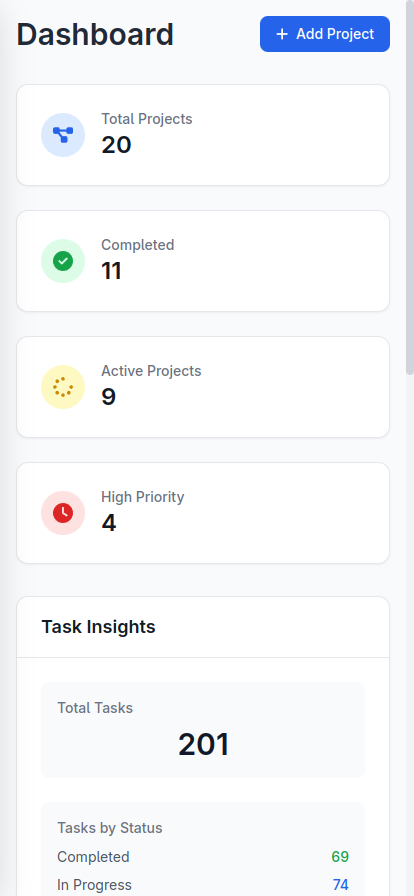 Dashboard
Add Project
Total Projects
20
Completed
11
Active Projects
9
High Priority
4
Task Insights
Total Tasks
201
Tasks by Status
Completed 69
In Progress 74